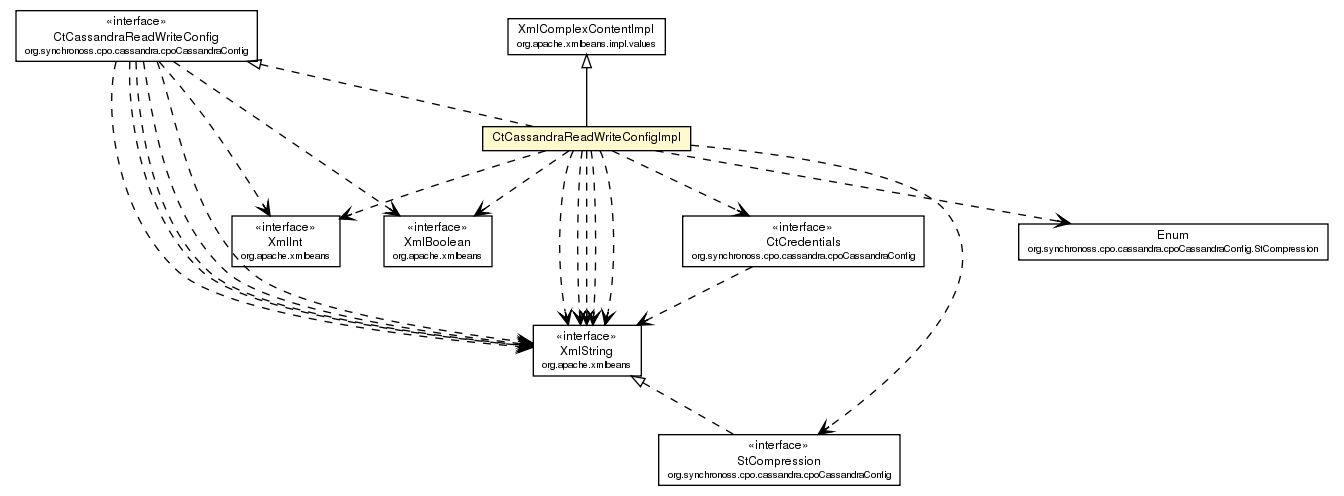 «interface»
CtCassandraReadWriteConfig
org.synchronoss.cpo.cassandra.cpoCassandraConfig
XmlComplexContentImpl
org.apache.xmlbeans.impl.values
CtCassandraReadWriteConfigImpl
«interface»
XmlInt
org.apache.xmlbeans
«interface»
XmlBoolean
org.apache.xmlbeans
«interface»
CtCredentials
org.synchronoss.cpo.cassandra.cpoCassandraConfig
Enum
org.synchronoss.cpo.cassandra.cpoCassandraConfig.StCompression
«interface»
XmlString
org.apache.xmlbeans
«interface»
StCompression
org.synchronoss.cpo.cassandra.cpoCassandraConfig